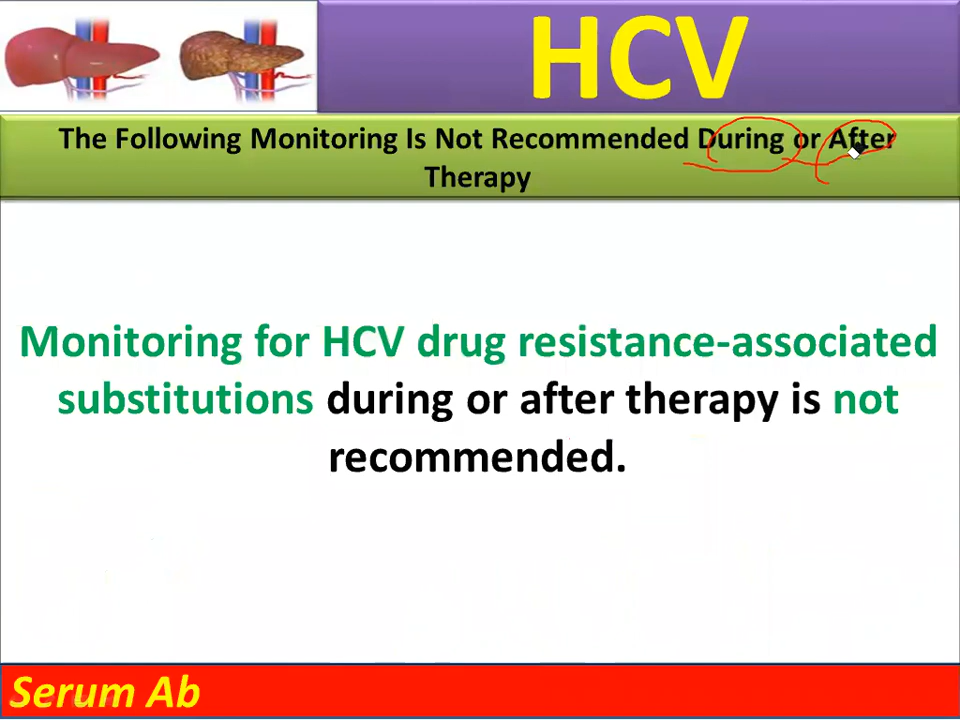 HCV
The Following Monitoring Is Not Recommended During or After
Therapy
Monitoring for HCV drug resistance-associated
substitutions during or after therapy is not
recommended.
Serum Ab